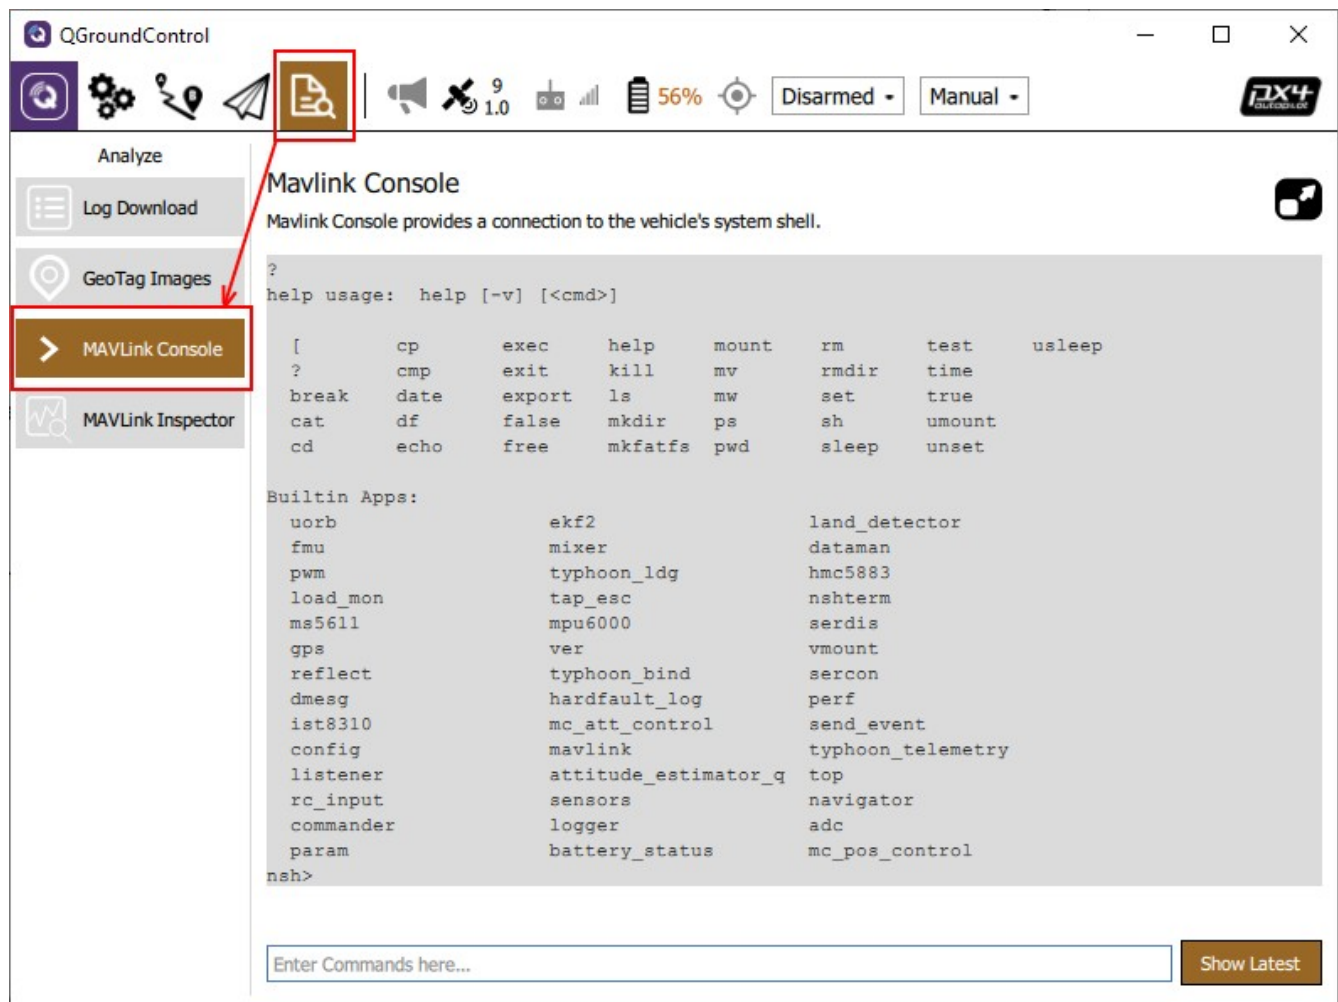 QGroundControl
9
1.0
56%
Disarmed
Manual
px4
autopilot
Analyze
Log Download
GeoTag Images
MAVLink Console
MAVLink Inspector
Mavlink Console
Mavlink Console provides a connection to the vehicle's system shell.
?
help usage:  help [-v] [<cmd>]
[ cp exec help mount rm test usleep
? cmp exit kill mv rmdir time
break date export ls mw set true
cat df false mkdir ps sh umount
cd echo free mkfatfs pwd sleep unset
Builtin Apps:
uorb ekf2 land_detector
fmu mixer dataman
pwm typhoon_ldg hmc5883
load_mon tap_esc nshterm
ms5611 mpu6000 serdis
gps ver vmount
reflect typhoon_bind sercon
dmesg hardfault_log perf
ist8310 mc_att_control send_event
config mavlink typhoon_telemetry
listener attitude_estimator_q top
rc_input sensors navigator
commander logger adc
param battery_status mc_pos_control
nsh>
Enter Commands here...
Show Latest